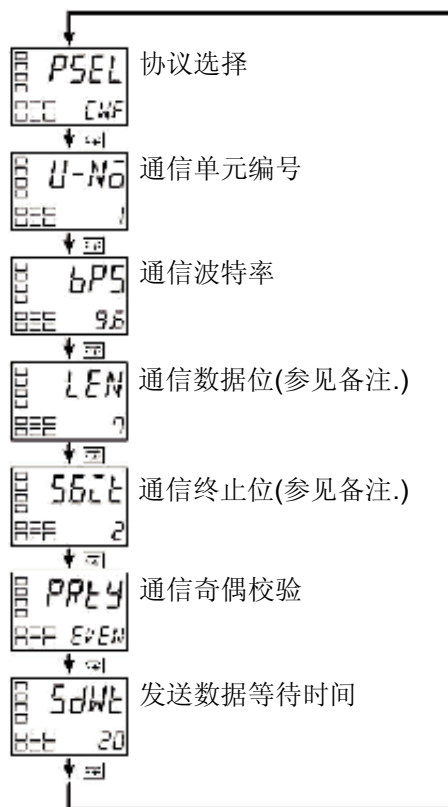 PSEL 协议选择
CWF
U-No 通信单元编号
1
bPS 通信波特率
9.6
LEN 通信数据位(参见备注.)
7
Sbit 通信终止位(参见备注.)
2
PRtY 通信奇偶校验
EVEN
SdWt 发送数据等待时间
20